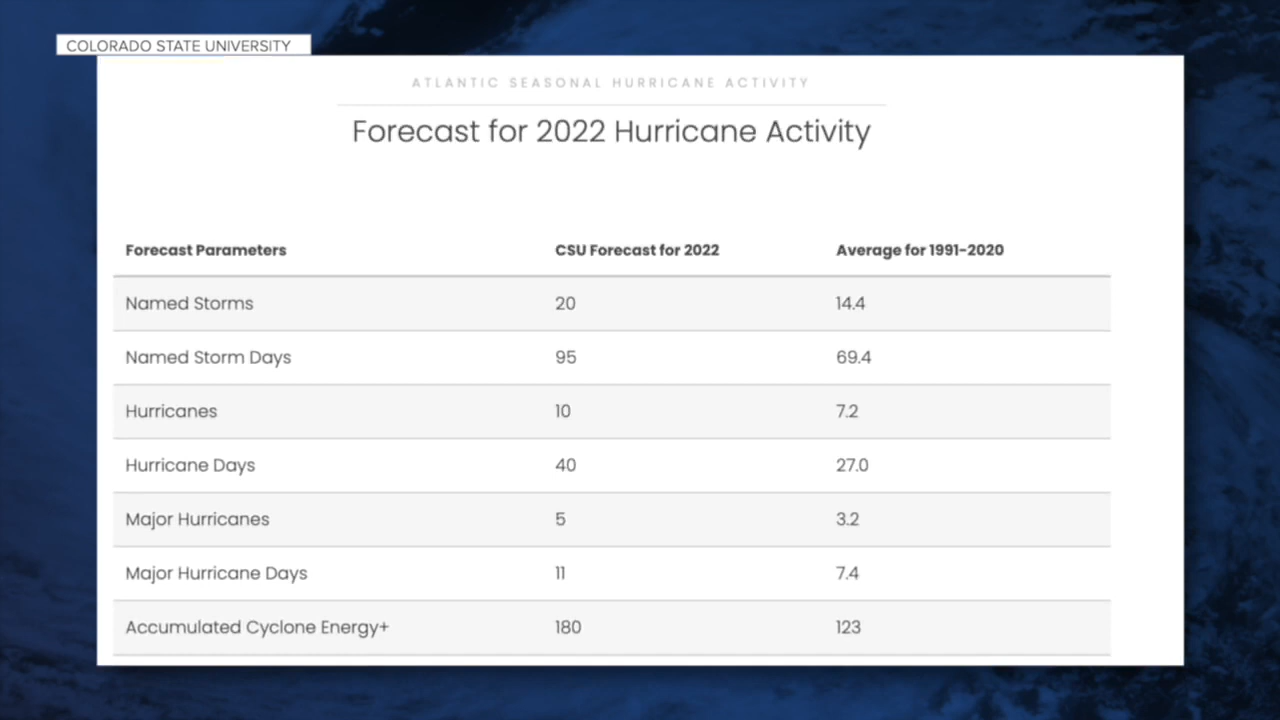 COLORADO STATE UNIVERSITY
ATLANTIC SEASONAL HURRICANE ACTIVITY
Forecast for 2022 Hurricane Activity
Forecast Parameters CSU Forecast for 2022 Average for 1991-2020
Named Storms 20 14.4
Named Storm Days 95 69.4
Hurricanes 10 7.2
Hurricane Days 40 27.0
Major Hurricanes 5 3.2
Major Hurricane Days 11 7.4
Accumulated Cyclone Energy+ 180 123